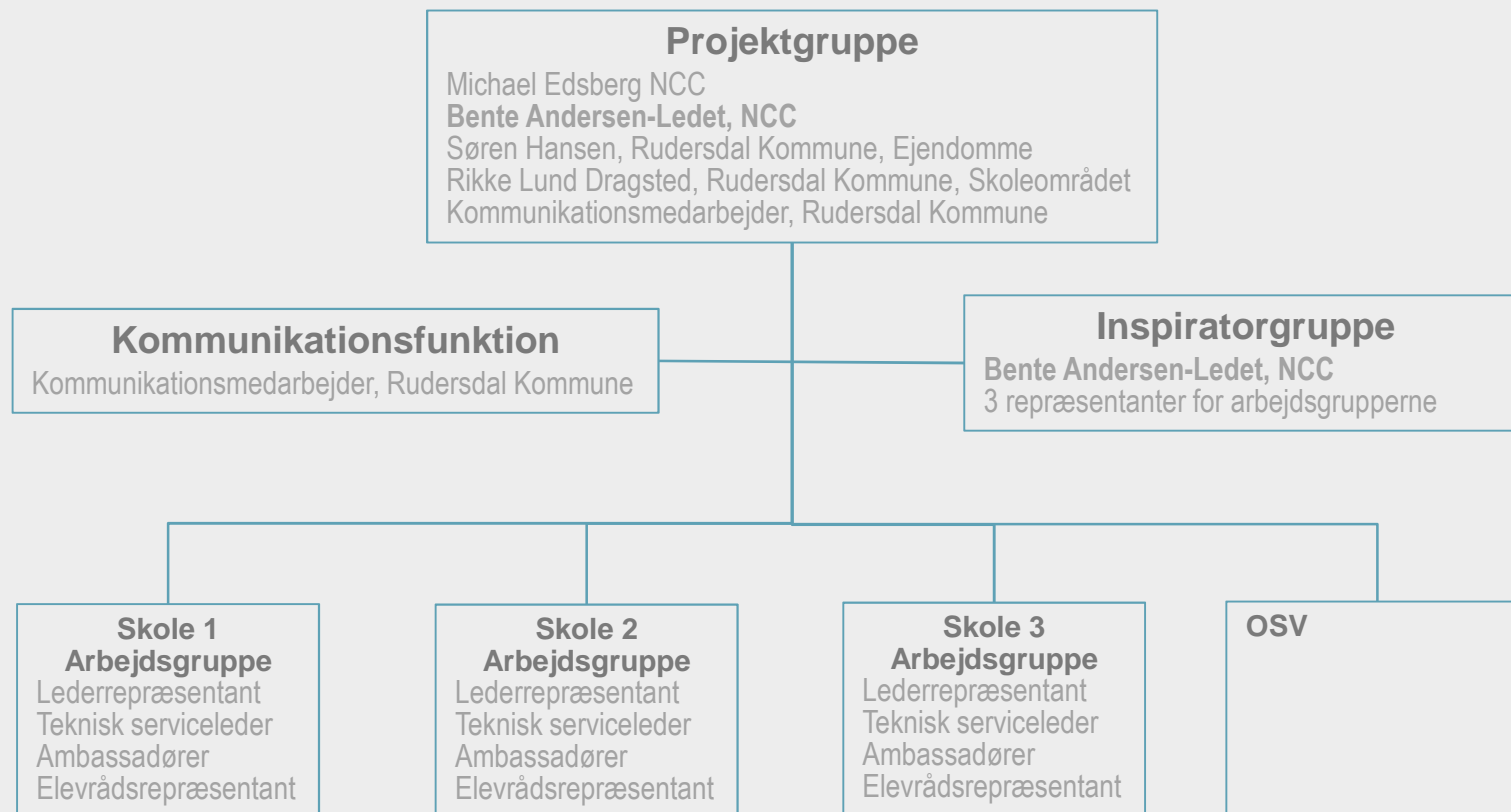 Projektgruppe
Michael Edsberg NCC
Bente Andersen-Ledet, NCC
Søren Hansen, Rudersdal Kommune, Ejendomme
Rikke Lund Dragsted, Rudersdal Kommune, Skoleområdet
Kommunikationsmedarbejder, Rudersdal Kommune
Kommunikationsfunktion
Kommunikationsmedarbejder, Rudersdal Kommune
Inspiratorgruppe
Bente Andersen-Ledet, NCC
3 repræsentanter for arbejdsgrupperne
Skole 1
Arbejdsgruppe
Lederrepræsentant
Teknisk serviceleder
Ambassadører
Elevrådsrepræsentant
Skole 2
Arbejdsgruppe
Lederrepræsentant
Teknisk serviceleder
Ambassadører
Elevrådsrepræsentant
Skole 3
Arbejdsgruppe
Lederrepræsentant
Teknisk serviceleder
Ambassadører
Elevrådsrepræsentant
OSV